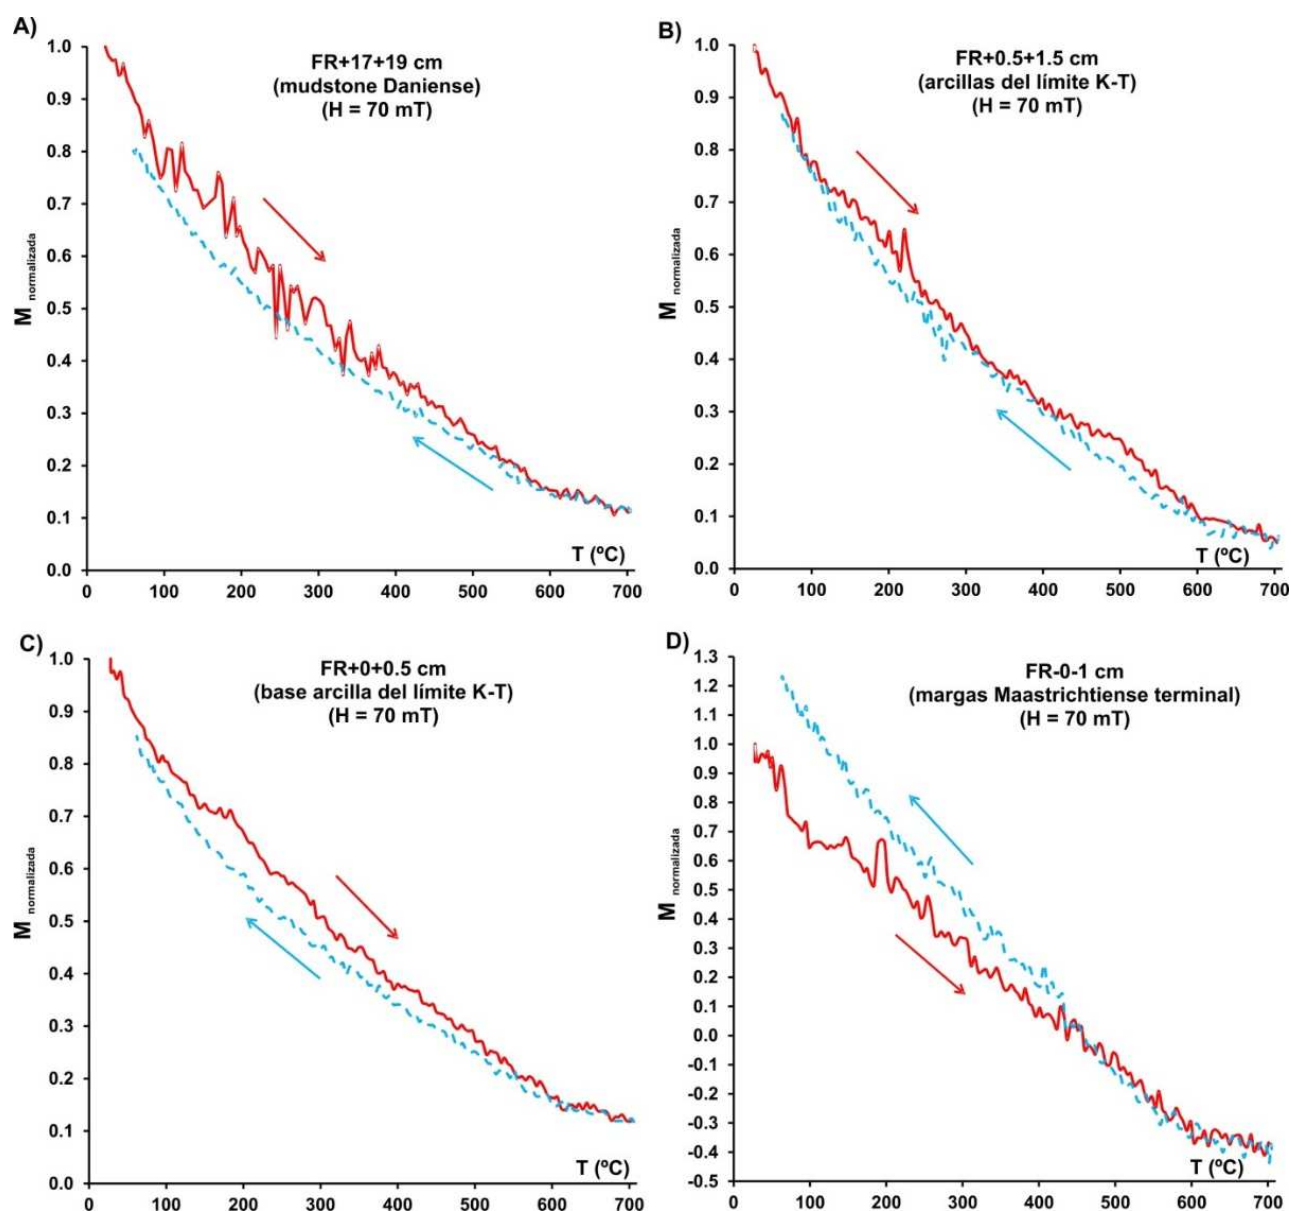 A)
FR+17+19 cm
(mudstone Daniense)
(H = 70 mT)
1.0
0.9
0.8
0.7
0.6
0.5
0.4
0.3
0.2
0.1
0.0
M normalizada
T (ºC)
0 100 200 300 400 500 600 700
B)
FR+0.5+1.5 cm
(arcillas del límite K-T)
(H = 70 mT)
1.0
0.9
0.8
0.7
0.6
0.5
0.4
0.3
0.2
0.1
0.0
M normalizada
T (ºC)
0 100 200 300 400 500 600 700
C)
FR+0+0.5 cm
(base arcilla del límite K-T)
(H = 70 mT)
1.0
0.9
0.8
0.7
0.6
0.5
0.4
0.3
0.2
0.1
0.0
M normalizada
T (ºC)
0 100 200 300 400 500 600 700
D)
FR-0-1 cm
(margas Maastrichtiense terminal)
(H = 70 mT)
1.3
1.2
1.1
1.0
0.9
0.8
0.7
0.6
0.5
0.4
0.3
0.2
0.1
0.0
-0.1
-0.2
-0.3
-0.4
-0.5
M normalizada
T (ºC)
0 100 200 300 400 500 600 700